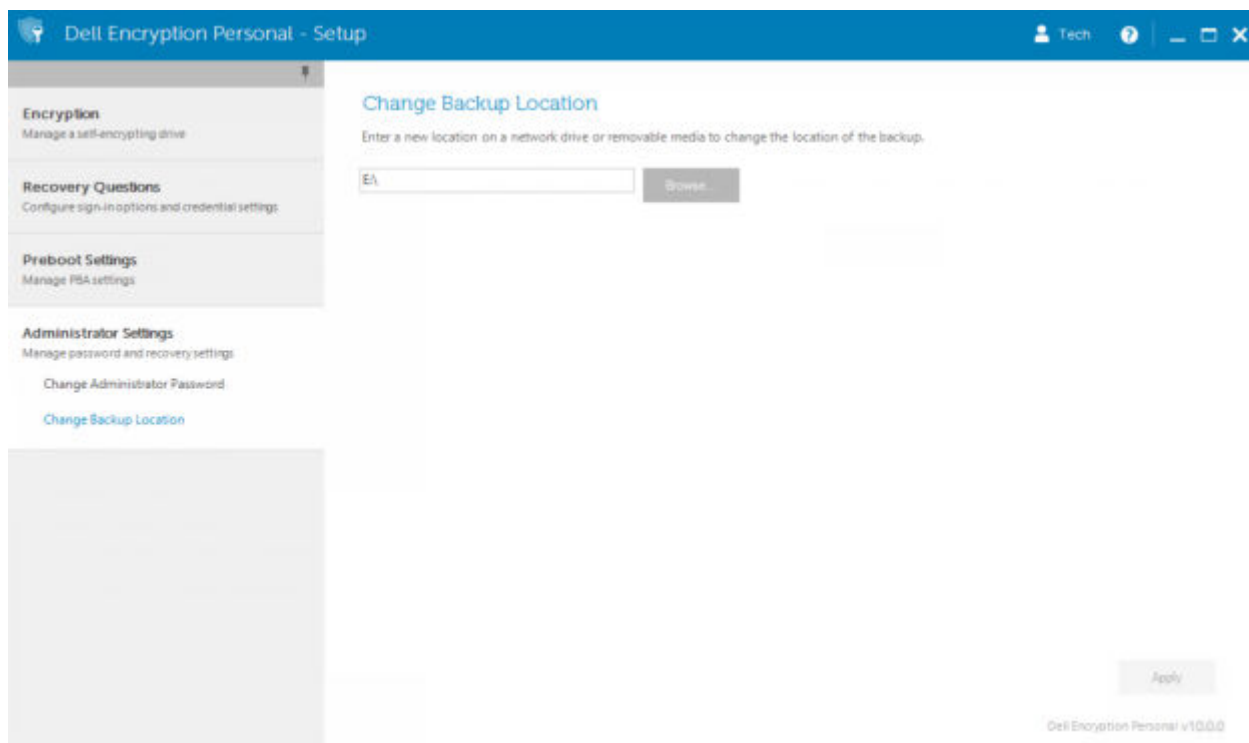 Dell Encryption Personal - Setup
Tech
?
Encryption
Manage a self-encrypting drive
Recovery Questions
Configure sign-in options and credential settings
Preboot Settings
Manage PBA settings
Administrator Settings
Manage password and recovery settings
Change Administrator Password
Change Backup Location
Change Backup Location
Enter a new location on a network drive or removable media to change the location of the backup.
E:\
Browse...
Apply
Dell Encryption Personal v10.0.0